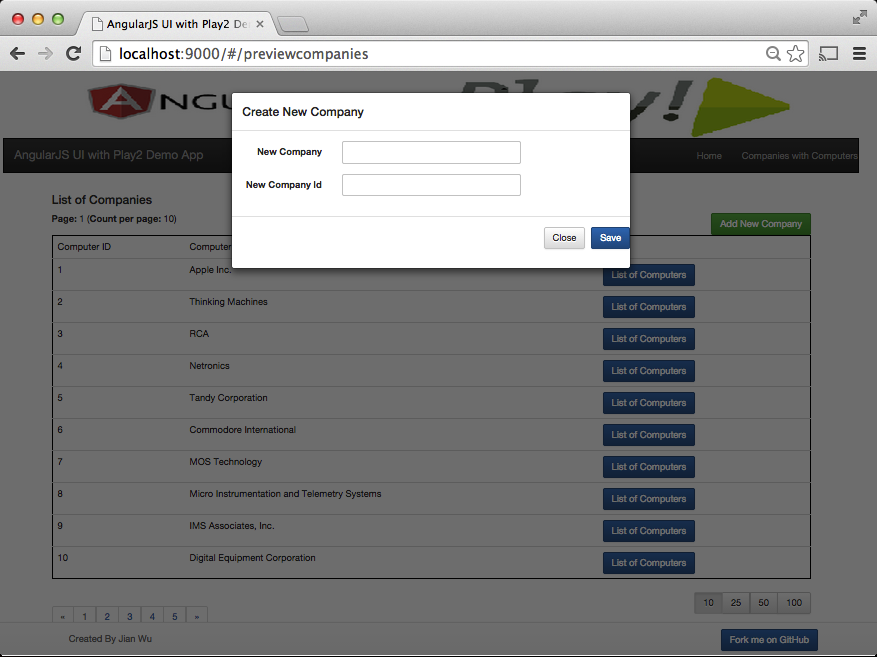 AngularJS UI with Play2 De
localhost:9000/#/previewcompanies
ANGU
Play!
AngularJS UI with Play2 Demo App Home Companies with Computers
Create New Company
New Company
New Company Id
Close Save
List of Companies
Page: 1 (Count per page: 10)
Add New Company
Computer ID Computer
1 Apple Inc. List of Computers
2 Thinking Machines List of Computers
3 RCA List of Computers
4 Netronics List of Computers
5 Tandy Corporation List of Computers
6 Commodore International List of Computers
7 MOS Technology List of Computers
8 Micro Instrumentation and Telemetry Systems List of Computers
9 IMS Associates, Inc. List of Computers
10 Digital Equipment Corporation List of Computers
« 1 2 3 4 5 » 10 25 50 100
Created By Jian Wu Fork me on GitHub